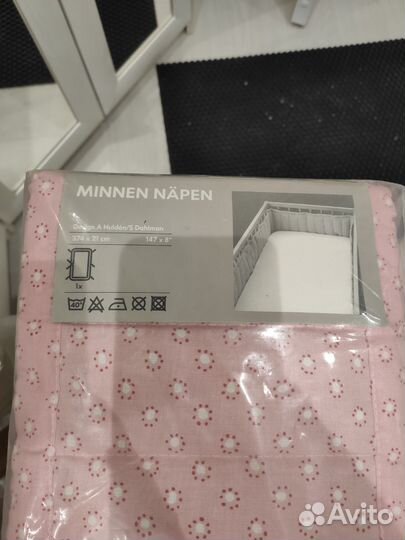 MINNEN NÄPEN
Design A Huldén/S Dahlman
374 x 21 cm 147 x 8"
1x
40°
Avito